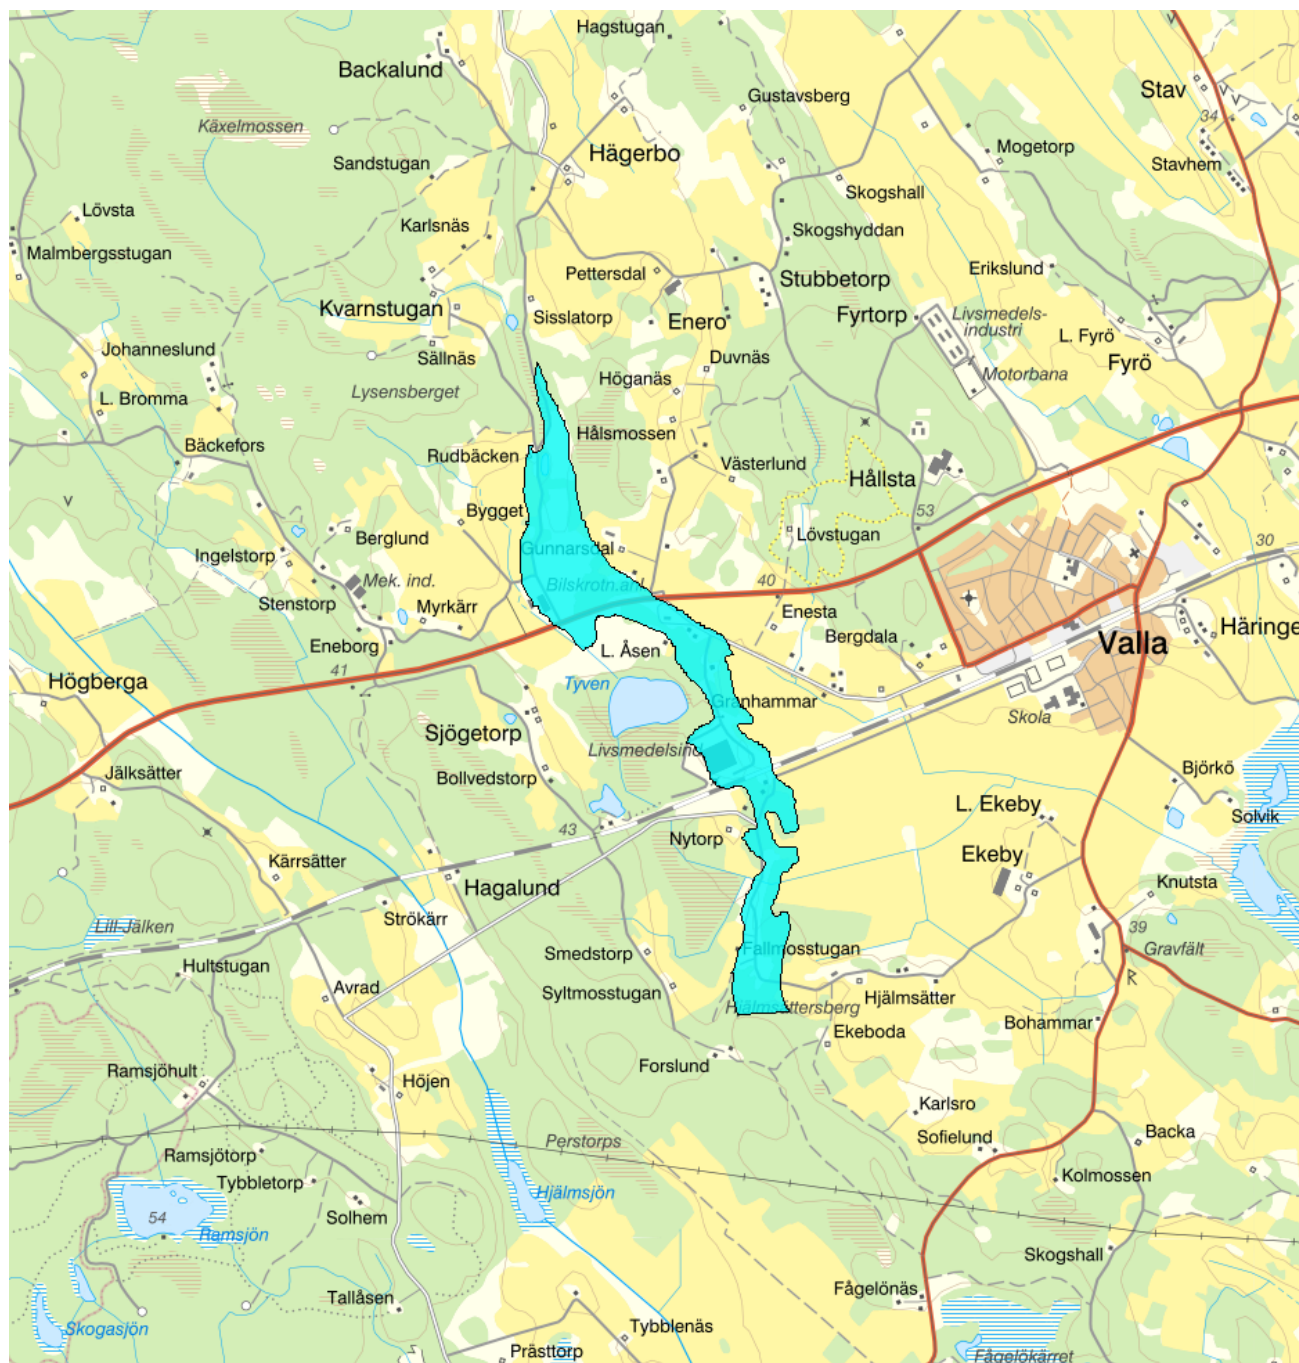 Hagstugan
Backalund
Gustavsberg
Stav
34
Käxelmossen
Mogetorp
Hägerbo
Sandstugan
Stavhem
Skogshall
Lövsta
Karlsnäs
Skogshyddan
Malmbergsstugan
Pettersdal
Stubbetorp
Erikslund
Kvarnstugan
Sisslatorp
Enero
Fyrtorp
Livsmedels-
industri
L. Fyrö
Fyrö
Johanneslund
Sällnäs
Duvnäs
Höganäs
Motorbana
L. Bromma
Lysensberget
Hålsmossen
Bäckefors
Rudbäcken
Västerlund
Hållsta
53
Bygget
Lövstugan
Berglund
Gunnarsdal
30
Ingelstorp
Mek. ind.
Bilskrotn.anl.
40
Stenstorp
Myrkärr
Enesta
Häringe
Eneborg
Bergdala
Valla
L. Åsen
41
Högberga
Tyven
Granhammar
Skola
Sjögetorp
Livsmedelsind
Jälksätter
Bollvedstorp
Björkö
L. Ekeby
Solvik
43
Nytorp
Kärrsätter
Ekeby
Hagalund
Knutsta
Strökärr
Lill-Jälken
39
Smedstorp
Fallmosstugan
Gravfält
Hultstugan
R
Avrad
Syltmosstugan
Hjälmsätter
Hjälmsättersberg
Bohammar
Ekeboda
Forslund
Ramsjöhult
Höjen
Karlsro
Perstorps
Sofielund
Backa
Ramsjötorp
Kolmossen
Tybbletorp
Hjälmsjön
54
Solhem
Ramsjön
Skogshall
Fågelönäs
Tallåsen
Skogasjön
Tybblenäs
Prästtorp
Fågelökärret